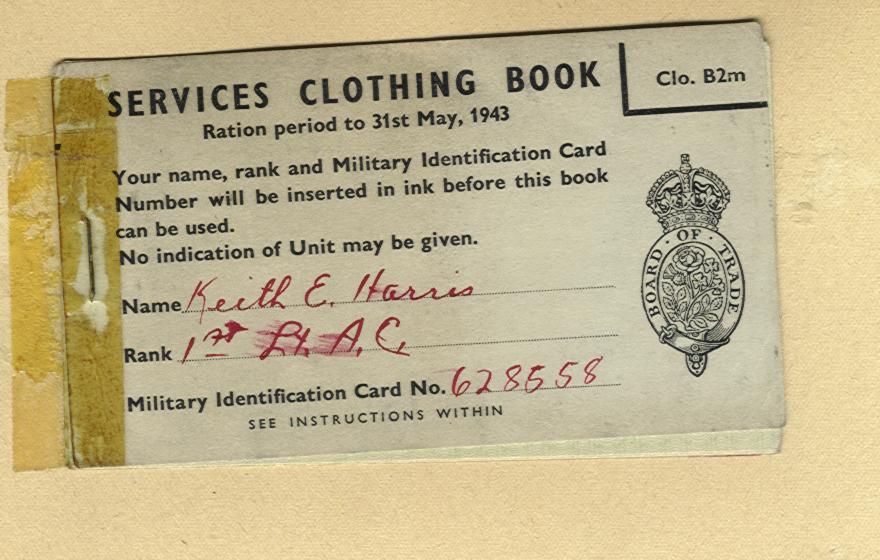 SERVICES CLOTHING BOOK
Clo. B2m
Ration period to 31st May, 1943
Your name, rank and Military Identification Card
Number will be inserted in ink before this book
can be used.
No indication of Unit may be given.
Name Keith E. Harris
Rank 1st Lt. A.C.
Military Identification Card No. 628558
SEE INSTRUCTIONS WITHIN
BOARD · OF · TRADE